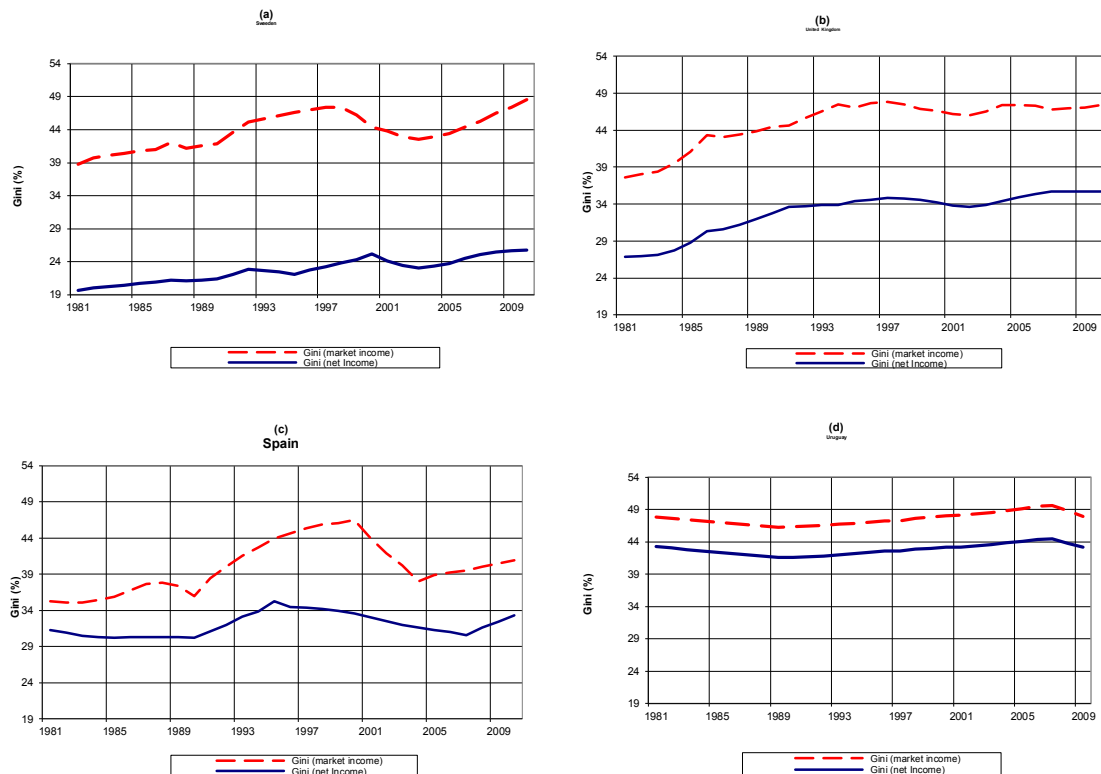 (a)
Sweeden
54
49
44
39
34
29
24
19
Gini (%)
1981 1985 1989 1993 1997 2001 2005 2009
Gini (market income)
Gini (net Income)
(b)
United Kingdom
54
49
44
39
34
29
24
19
Gini (%)
1981 1985 1989 1993 1997 2001 2005 2009
Gini (market income)
Gini (net Income)
(c)
Spain
54
49
44
39
34
29
24
19
Gini (%)
1981 1985 1989 1993 1997 2001 2005 2009
Gini (market income)
Gini (net Income)
(d)
Uruguay
54
49
44
39
34
29
24
19
Gini (%)
1981 1985 1989 1993 1997 2001 2005 2009
Gini (market income)
Gini (net Income)